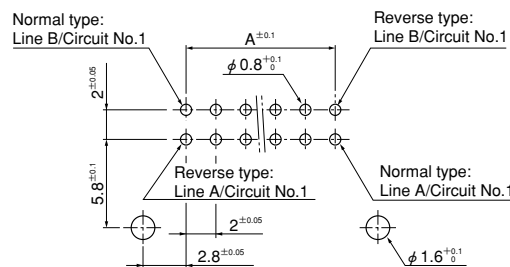 Normal type:
Line B/Circuit No.1
Reverse type:
Line B/Circuit No.1
A±0.1
φ0.8+0.1 0
2±0.05
5.8±0.1
Reverse type:
Line A/Circuit No.1
Normal type:
Line A/Circuit No.1
2±0.05
2.8±0.05
φ1.6+0.1 0